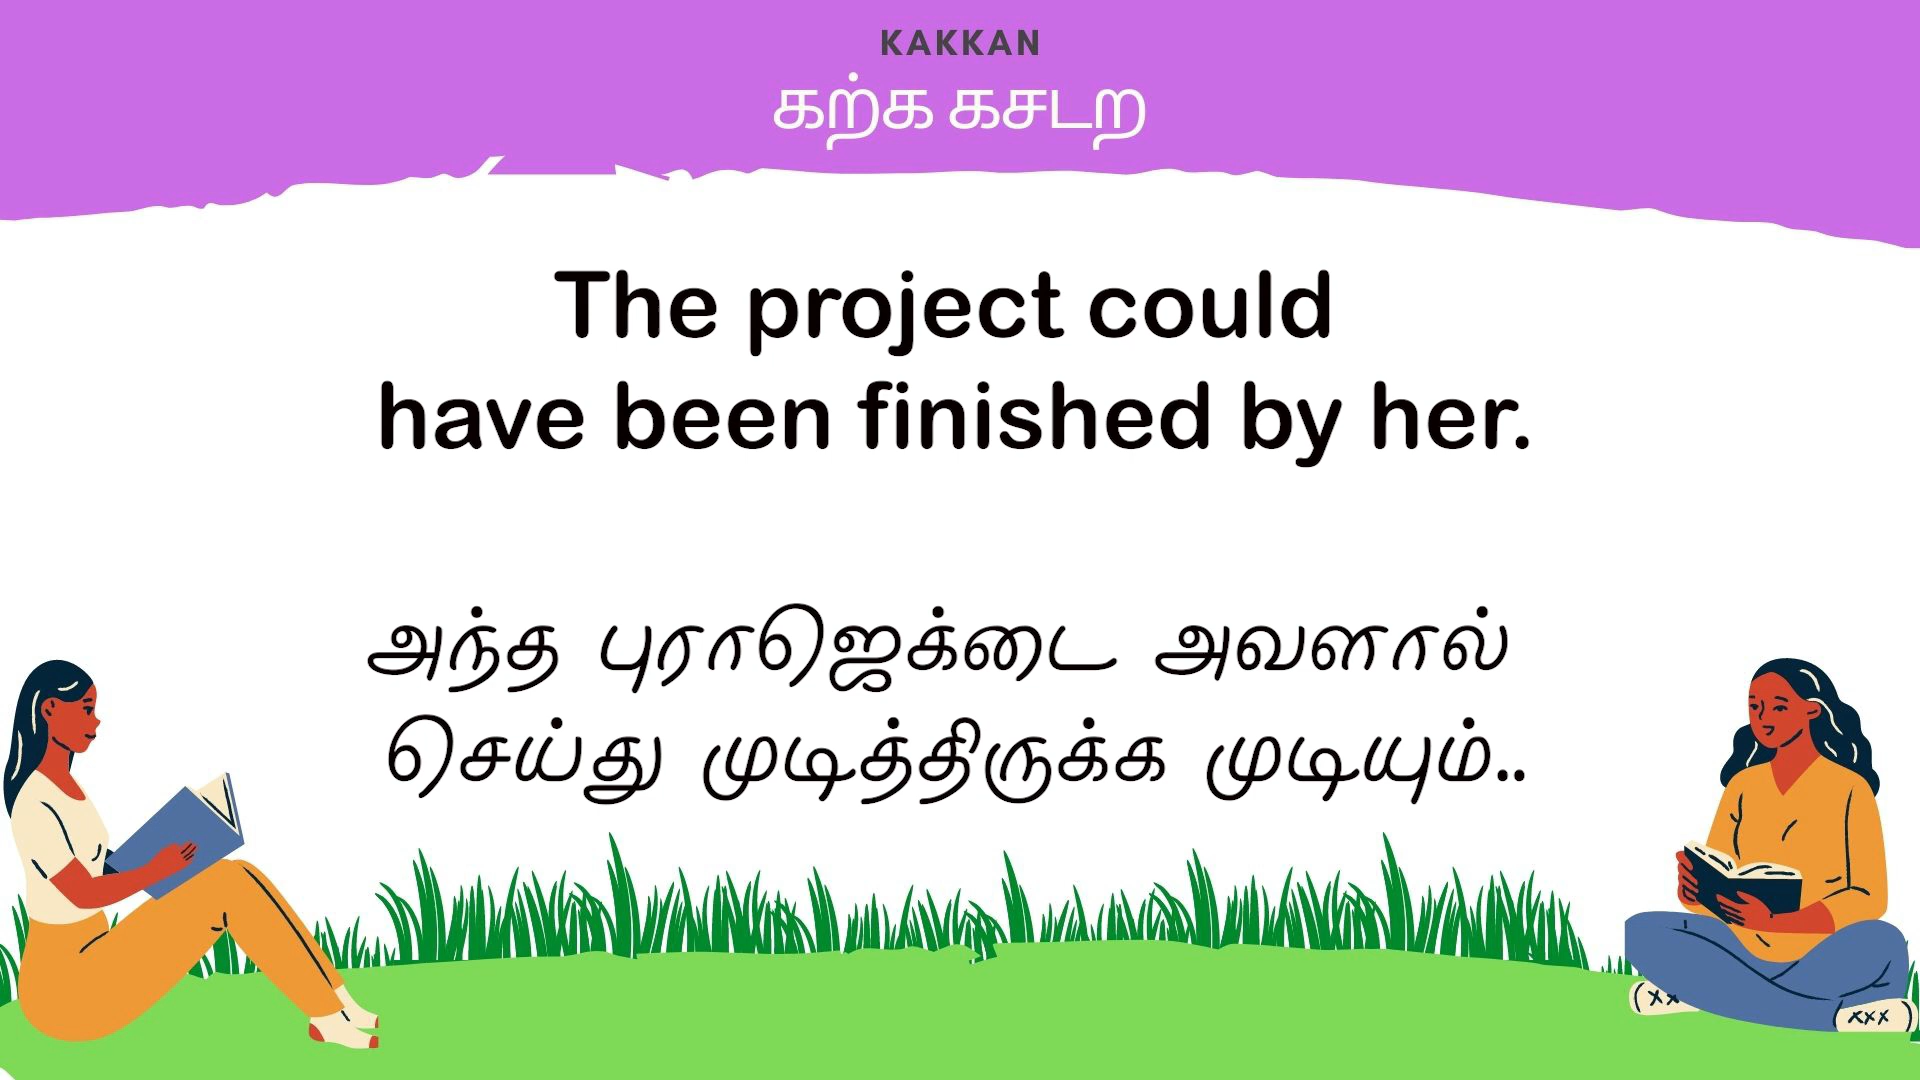 KAKKAN
கற்க கசடற
The project could
have been finished by her.
அந்த புராஜெக்டை அவளால்
செய்து முடித்திருக்க முடியும்..